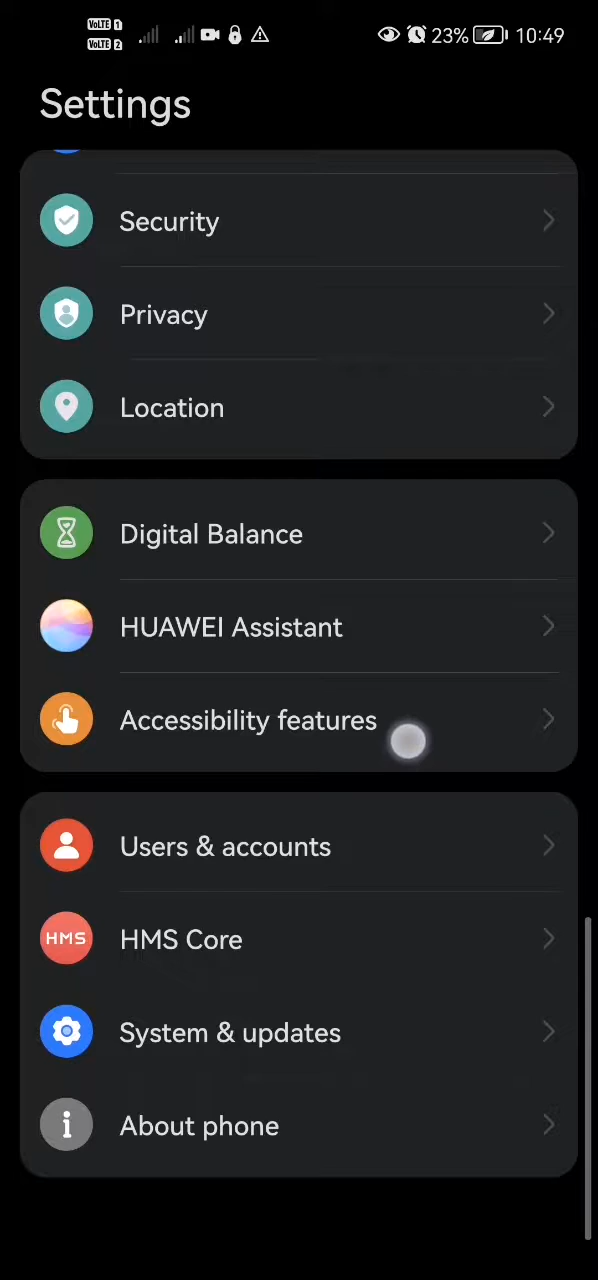 VoLTE 1
VoLTE 2
23% 10:49
Settings
Security
Privacy
Location
Digital Balance
HUAWEI Assistant
Accessibility features
Users & accounts
HMS
HMS Core
System & updates
About phone